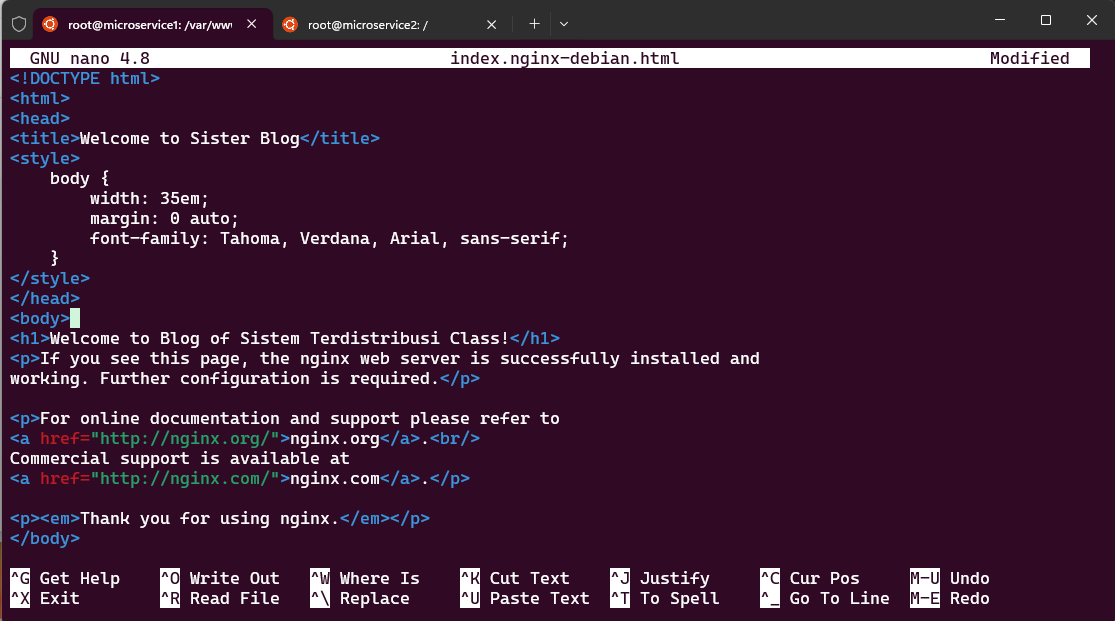 root@microservice1: /var/ww
root@microservice2: /
GNU nano 4.8 index.nginx-debian.html Modified
<!DOCTYPE html>
<html>
<head>
<title>Welcome to Sister Blog</title>
<style>
    body {
        width: 35em;
        margin: 0 auto;
        font-family: Tahoma, Verdana, Arial, sans-serif;
    }
</style>
</head>
<body>
<h1>Welcome to Blog of Sistem Terdistribusi Class!</h1>
<p>If you see this page, the nginx web server is successfully installed and
working. Further configuration is required.</p>
<p>For online documentation and support please refer to
<a href="http://nginx.org/">nginx.org</a>.<br/>
Commercial support is available at
<a href="http://nginx.com/">nginx.com</a>.</p>
<p><em>Thank you for using nginx.</em></p>
</body>
^G Get Help ^O Write Out ^W Where Is ^K Cut Text ^J Justify ^C Cur Pos M-U Undo
^X Exit ^R Read File ^\ Replace ^U Paste Text ^T To Spell ^_ Go To Line M-E Redo